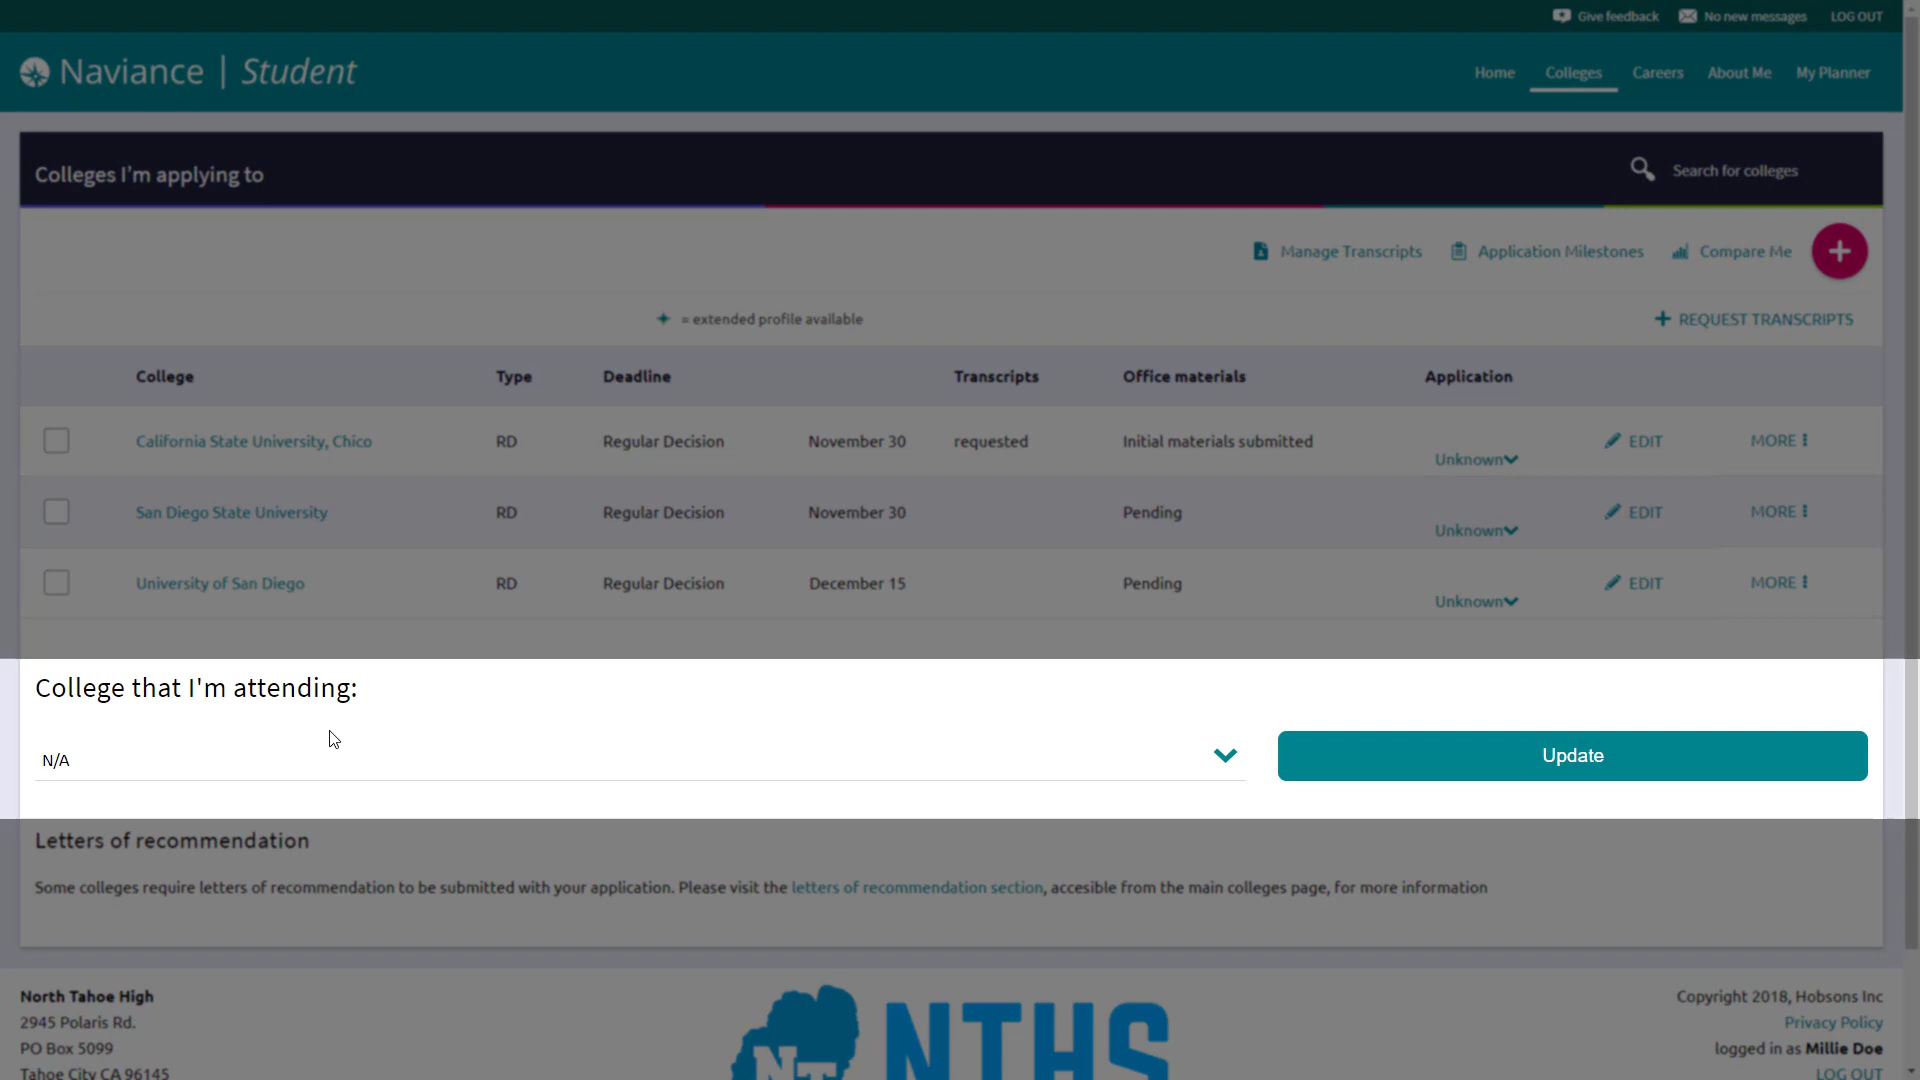 Give feedback No new messages LOG OUT
Naviance | Student
Home Colleges Careers About Me My Planner
Colleges I'm applying to
Search for colleges
Manage Transcripts Application Milestones Compare Me
= extended profile available
REQUEST TRANSCRIPTS
College Type Deadline Transcripts Office materials Application
California State University, Chico RD Regular Decision November 30 requested Initial materials submitted Unknown EDIT MORE
San Diego State University RD Regular Decision November 30 Pending Unknown EDIT MORE
University of San Diego RD Regular Decision December 15 Pending Unknown EDIT MORE
College that I'm attending:
N/A
Update
Letters of recommendation
Some colleges require letters of recommendation to be submitted with your application. Please visit the letters of recommendation section, accesible from the main colleges page, for more information
North Tahoe High
2945 Polaris Rd.
PO Box 5099
Tahoe City CA 96145
NT NTHS
Copyright 2018, Hobsons Inc
Privacy Policy
logged in as Millie Doe
LOG OUT